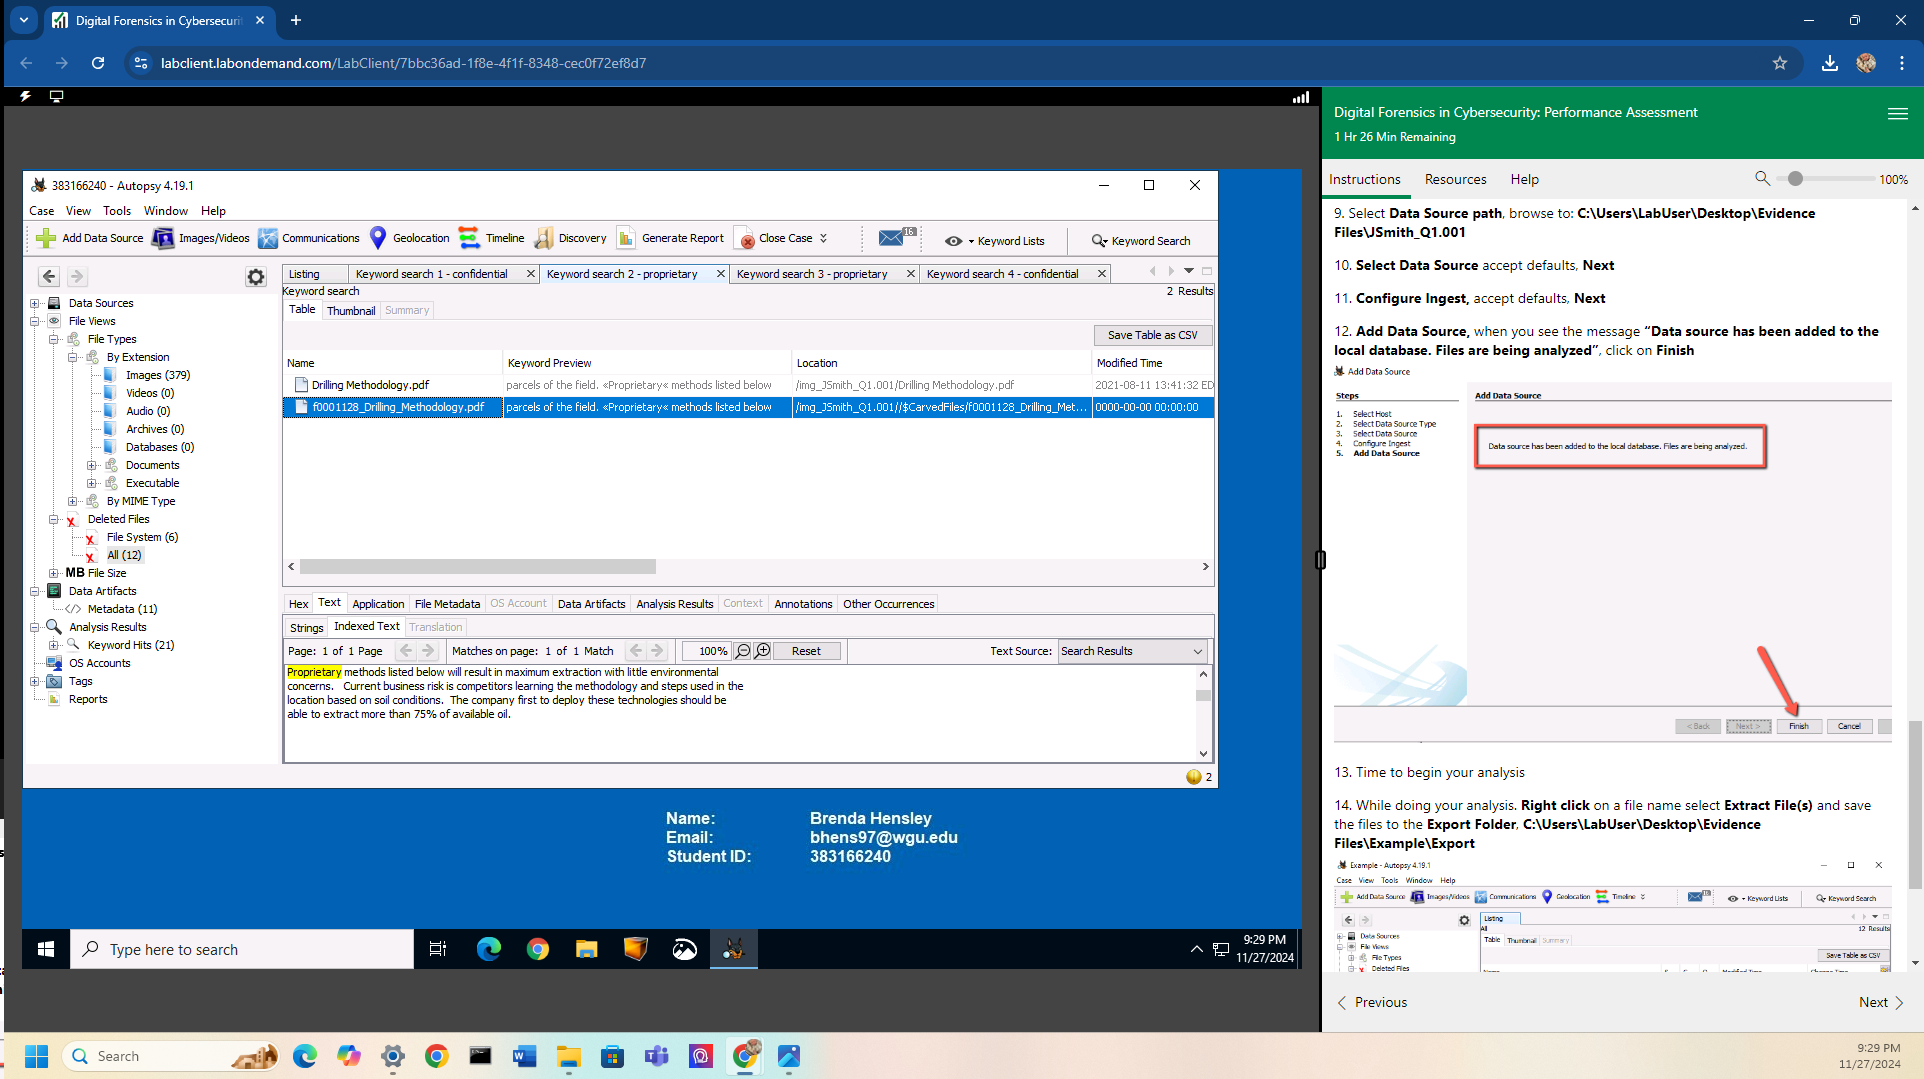 Digital Forensics in Cybersecurit
labclient.labondemand.com/LabClient/7bbc36ad-1f8e-4f1f-8348-cec0f72ef8d7
383166240 - Autopsy 4.19.1
Case View Tools Window Help
Add Data Source Images/Videos Communications Geolocation Timeline Discovery Generate Report Close Case 16 Keyword Lists Keyword Search
Listing Keyword search 1 - confidential Keyword search 2 - proprietary Keyword search 3 - proprietary Keyword search 4 - confidential
Keyword search 2 Results
Table Thumbnail Summary
Save Table as CSV
Name Keyword Preview Location Modified Time
Drilling Methodology.pdf parcels of the field. «Proprietary« methods listed below /img_JSmith_Q1.001/Drilling Methodology.pdf 2021-08-11 13:41:32 ED
f0001128_Drilling_Methodology.pdf parcels of the field. «Proprietary« methods listed below /img_JSmith_Q1.001//$CarvedFiles/f0001128_Drilling_Met... 0000-00-00 00:00:00
Data Sources
File Views
File Types
By Extension
Images (379)
Videos (0)
Audio (0)
Archives (0)
Databases (0)
Documents
Executable
By MIME Type
Deleted Files
File System (6)
All (12)
MB File Size
Data Artifacts
Metadata (11)
Analysis Results
Keyword Hits (21)
OS Accounts
Tags
Reports
Hex Text Application File Metadata OS Account Data Artifacts Analysis Results Context Annotations Other Occurrences
Strings Indexed Text Translation
Page: 1 of 1 Page Matches on page: 1 of 1 Match 100% Reset Text Source: Search Results
Proprietary methods listed below will result in maximum extraction with little environmental
concerns. Current business risk is competitors learning the methodology and steps used in the
location based on soil conditions. The company first to deploy these technologies should be
able to extract more than 75% of available oil.
2
Name: Brenda Hensley
Email: bhens97@wgu.edu
Student ID: 383166240
Type here to search
9:29 PM
11/27/2024
Digital Forensics in Cybersecurity: Performance Assessment
1 Hr 26 Min Remaining
Instructions Resources Help 100%
9. Select Data Source path, browse to: C:\Users\LabUser\Desktop\Evidence
Files\JSmith_Q1.001
10. Select Data Source accept defaults, Next
11. Configure Ingest, accept defaults, Next
12. Add Data Source, when you see the message “Data source has been added to the
local database. Files are being analyzed”, click on Finish
Add Data Source
Steps Add Data Source
1. Select Host
2. Select Data Source Type
3. Select Data Source
4. Configure Ingest
5. Add Data Source
Data source has been added to the local database. Files are being analyzed.
< Back Next > Finish Cancel
13. Time to begin your analysis
14. While doing your analysis. Right click on a file name select Extract File(s) and save
the files to the Export Folder, C:\Users\LabUser\Desktop\Evidence
Files\Example\Export
Example - Autopsy 4.19.1
Case View Tools Window Help
Add Data Source Images/Videos Communications Geolocation Timeline Keyword Lists Keyword Search
Listing
All 12 Results
Table Thumbnail Summary
Save Table as CSV
Data Sources
File Views
File Types
Deleted Files
Previous Next
Search
9:29 PM
11/27/2024